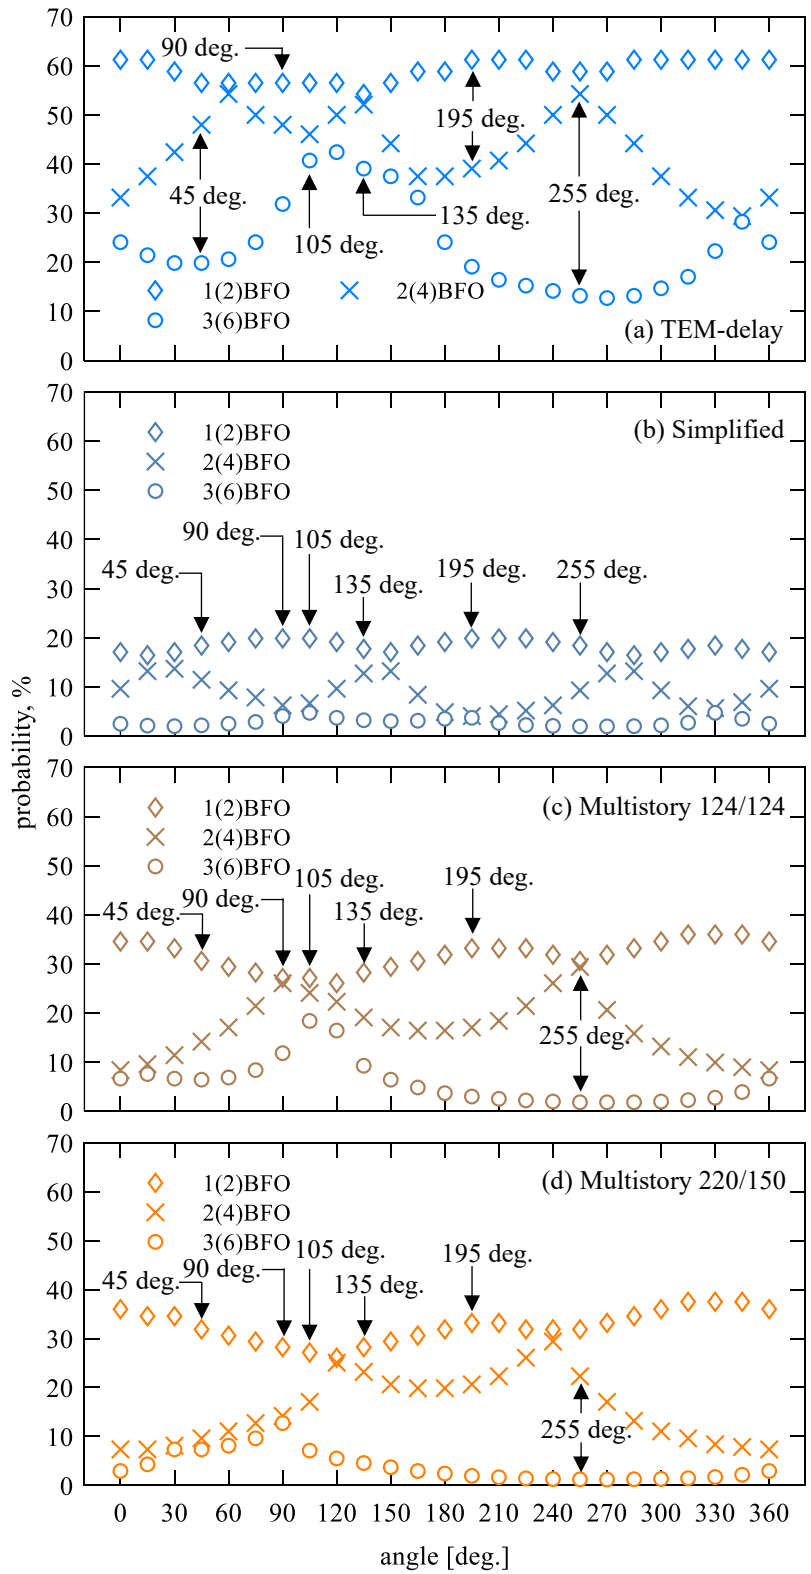 70
60
50
40
30
20
10
0
90 deg.
195 deg.
45 deg.
255 deg.
135 deg.
105 deg.
1(2)BFO
2(4)BFO
3(6)BFO
(a) TEM-delay
70
60
50
40
30
20
10
0
1(2)BFO
2(4)BFO
3(6)BFO
(b) Simplified
90 deg.
105 deg.
45 deg.
135 deg.
195 deg.
255 deg.
probability, %
70
60
50
40
30
20
10
0
1(2)BFO
2(4)BFO
3(6)BFO
(c) Multistory 124/124
105 deg.
195 deg.
90 deg.
45 deg.
135 deg.
255 deg.
70
60
50
40
30
20
10
0
1(2)BFO
2(4)BFO
3(6)BFO
(d) Multistory 220/150
105 deg.
195 deg.
90 deg.
45 deg.
135 deg.
255 deg.
0 30 60 90 120 150 180 210 240 270 300 330 360
angle [deg.]